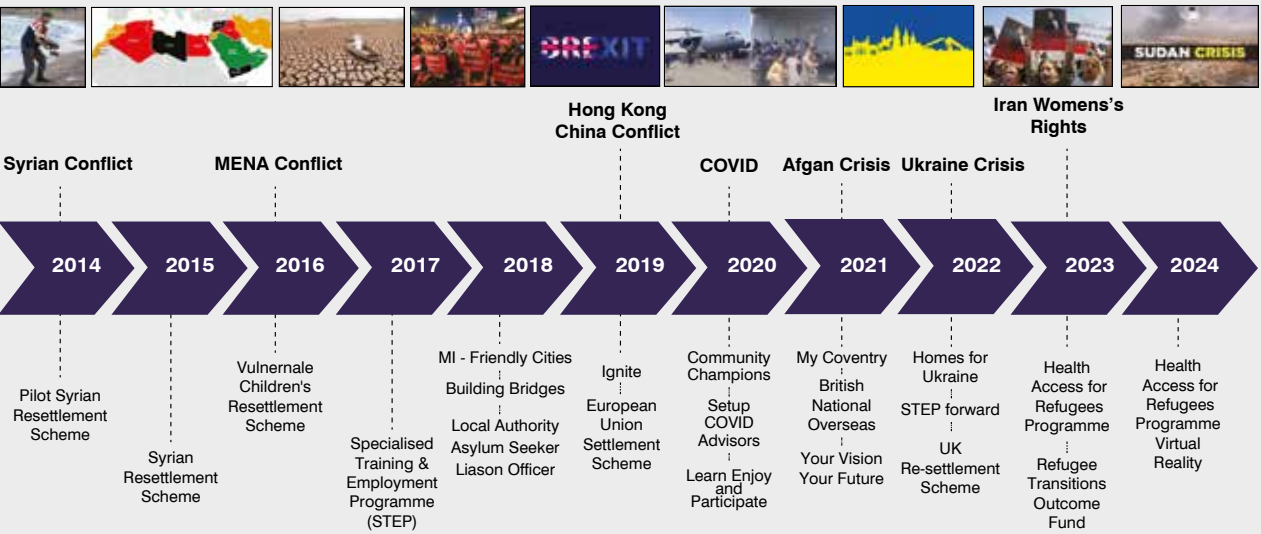 BREXIT
SUDAN CRISIS
Hong Kong
China Conflict
Iran Womens's
Rights
Syrian Conflict
MENA Conflict
COVID
Afgan Crisis
Ukraine Crisis
2014
2015
2016
2017
2018
2019
2020
2021
2022
2023
2024
Pilot Syrian
Resettlement
Scheme
Syrian
Resettlement
Scheme
Vulnernale
Children's
Resettlement
Scheme
Specialised
Training &
Employment
Programme
(STEP)
MI - Friendly Cities
Building Bridges
Local Authority
Asylum Seeker
Liason Officer
Ignite
European
Union
Settlement
Scheme
Community
Champions
Setup
COVID
Advisors
Learn Enjoy
and
Participate
My Coventry
British
National
Overseas
Your Vision
Your Future
Homes for
Ukraine
STEP forward
UK
Re-settlement
Scheme
Health
Access for
Refugees
Programme
Refugee
Transitions
Outcome
Fund
Health
Access for
Refugees
Programme
Virtual
Reality